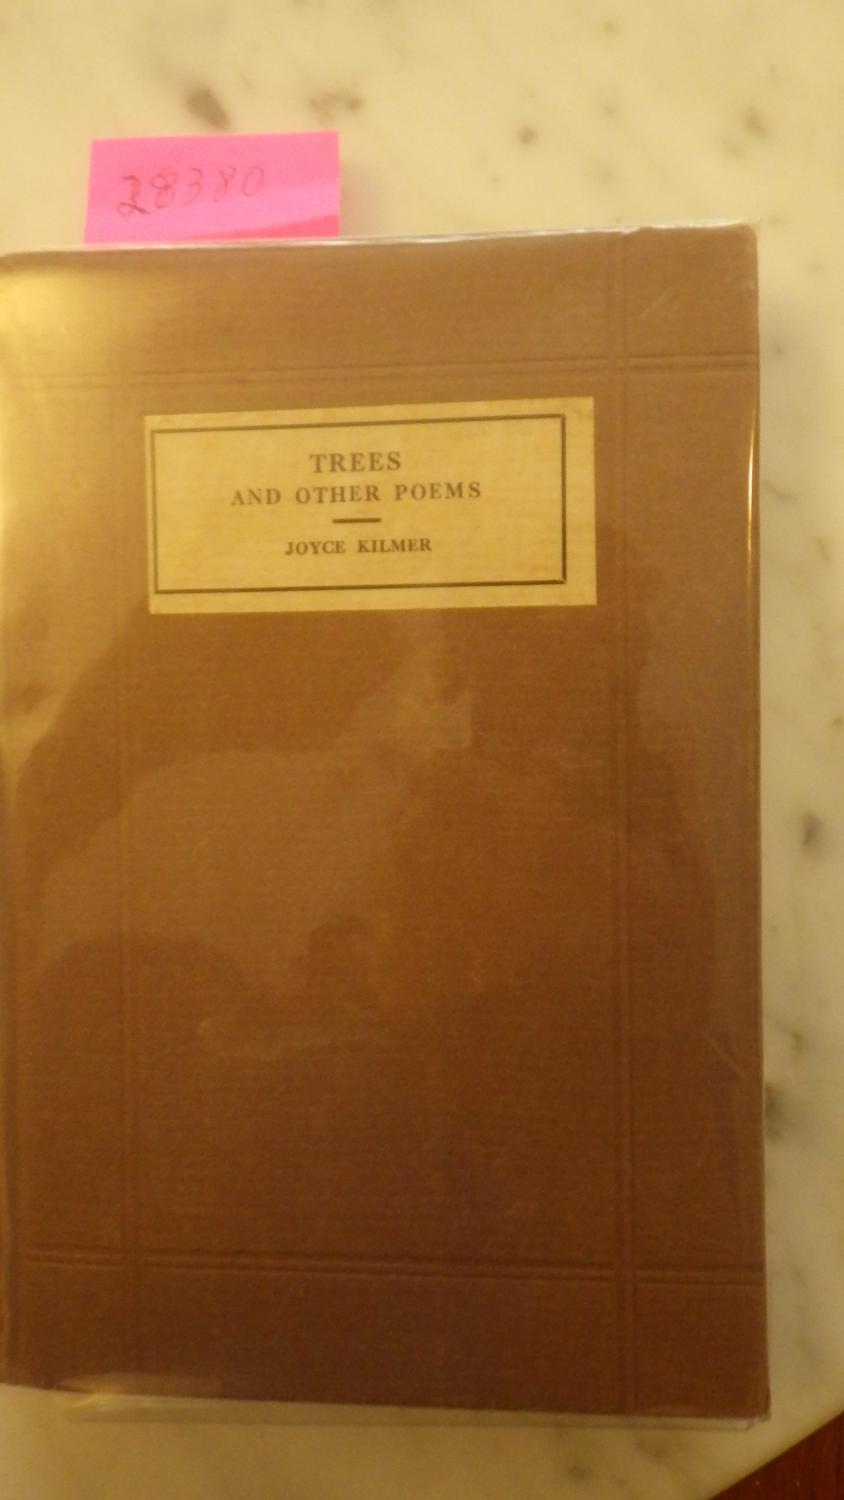 28380
TREES
AND OTHER POEMS
JOYCE KILMER